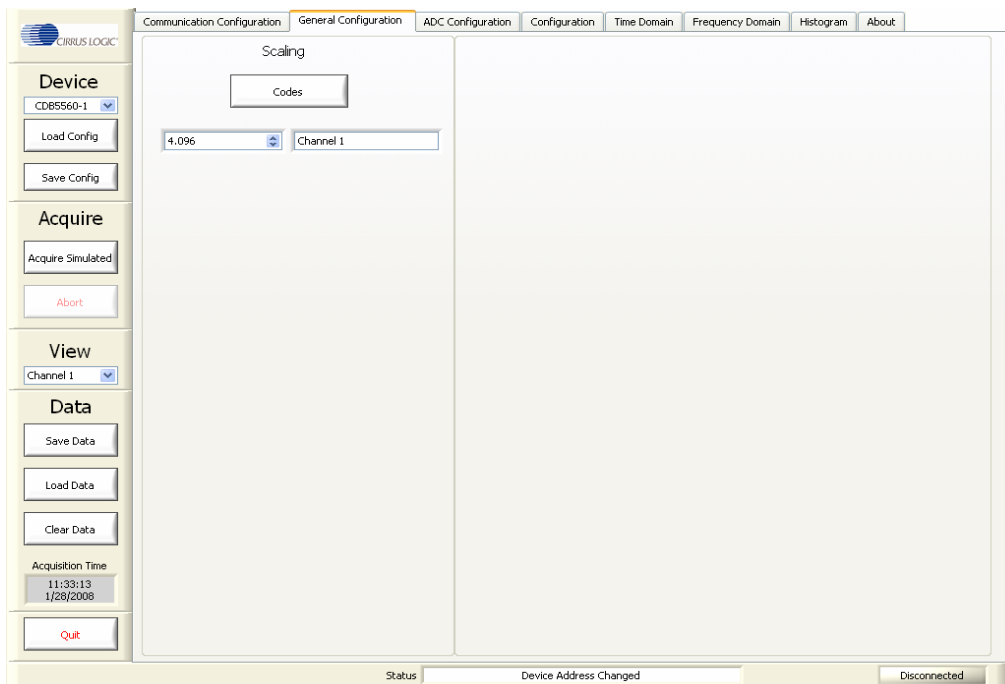 CIRRUS LOGIC
Communication Configuration
General Configuration
ADC Configuration
Configuration
Time Domain
Frequency Domain
Histogram
About
Device
CDB5560-1
Load Config
Save Config
Acquire
Acquire Simulated
Abort
View
Channel 1
Data
Save Data
Load Data
Clear Data
Acquisition Time
11:33:13
1/28/2008
Quit
Scaling
Codes
4.096
Channel 1
Status
Device Address Changed
Disconnected